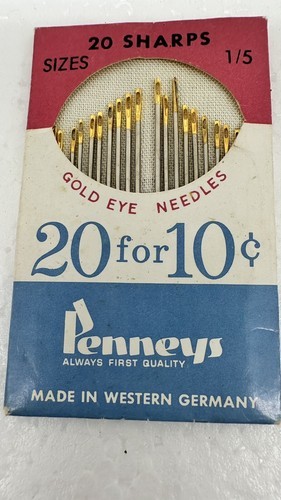 20 SHARPS
SIZES 1/5
GOLD EYE NEEDLES
20 for 10¢
Penneys
ALWAYS FIRST QUALITY
MADE IN WESTERN GERMANY